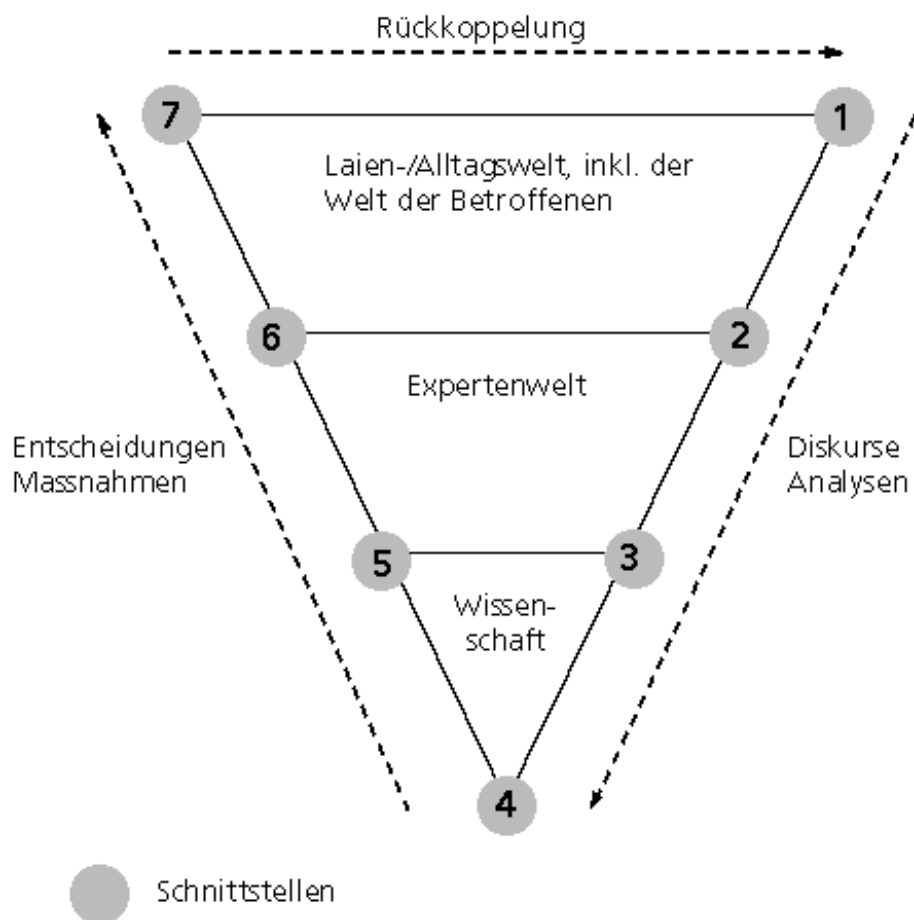 Rückkoppelung
7
1
Laien-/Alltagswelt, inkl. der
Welt der Betroffenen
6
2
Expertenwelt
Entscheidungen
Massnahmen
Diskurse
Analysen
5
3
Wissen-
schaft
4
Schnittstellen